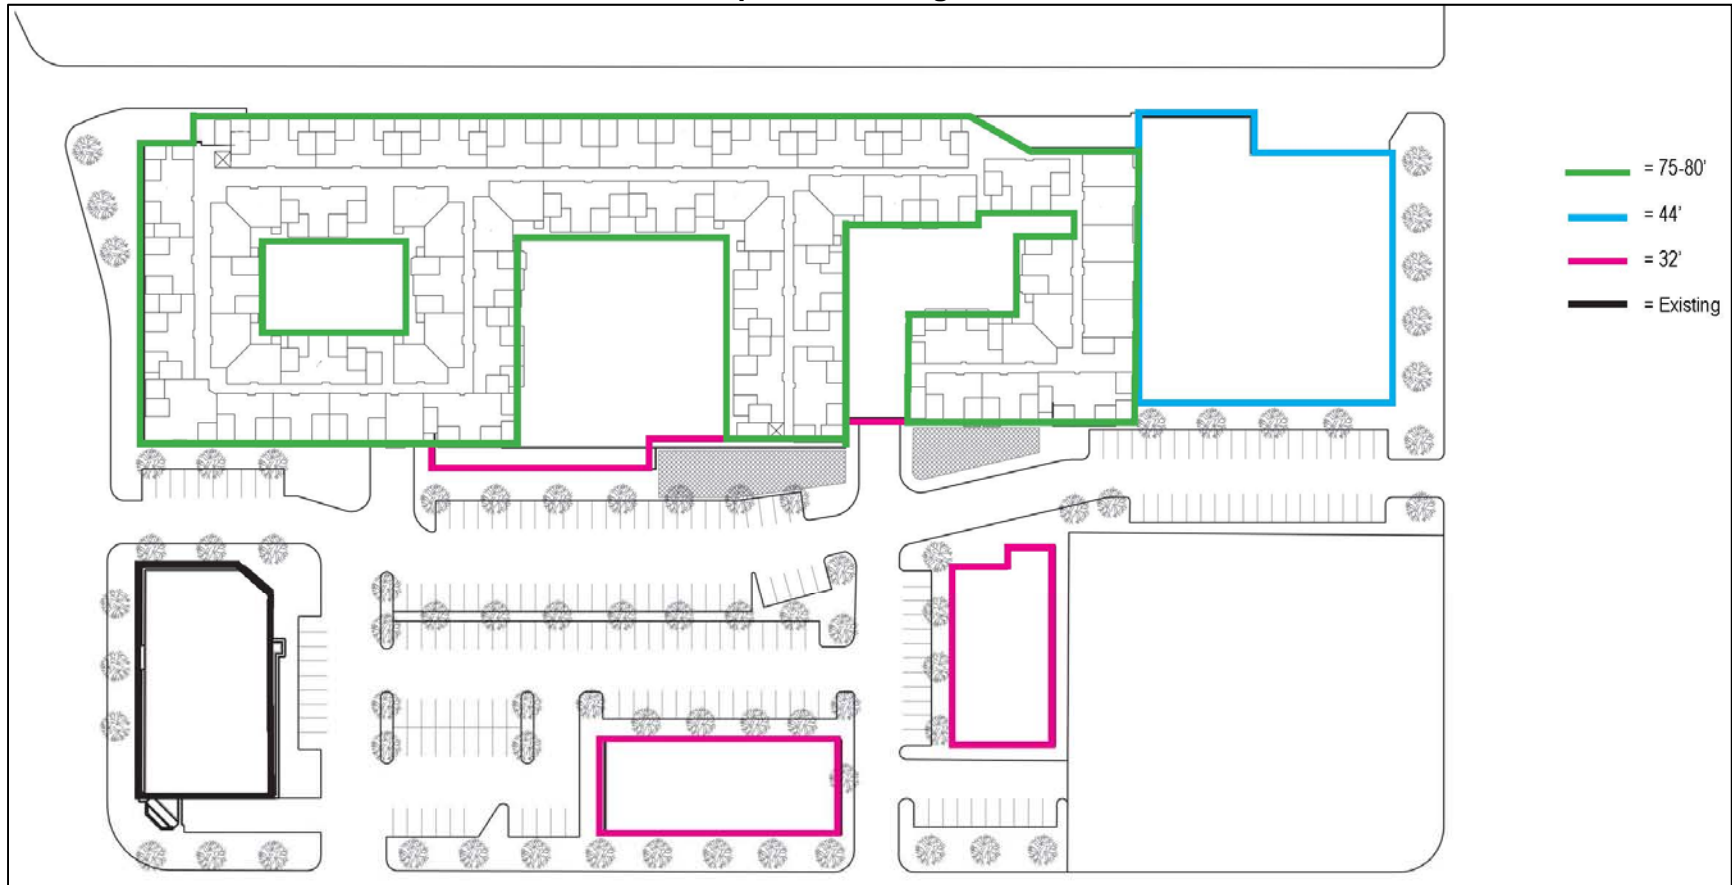 = 75-80'
= 44'
= 32'
= Existing